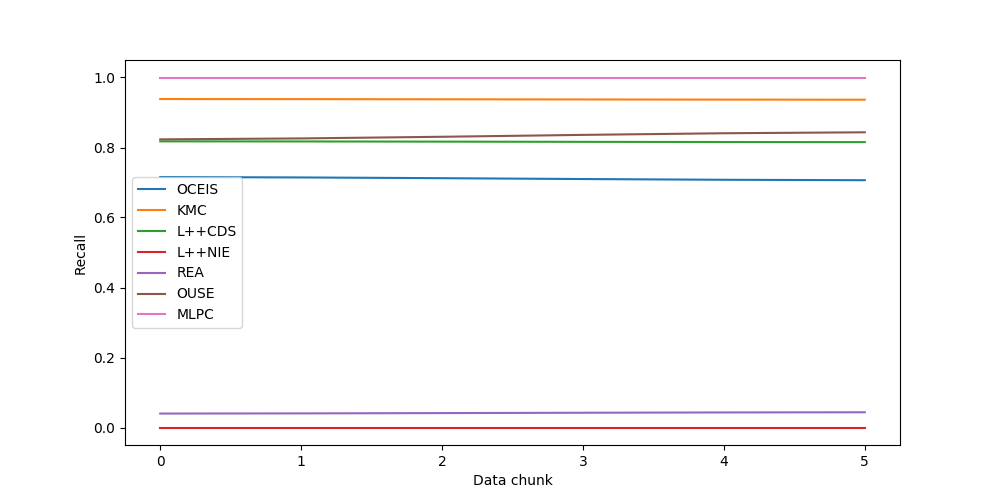 1.0
0.8
0.6
0.4
0.2
0.0
Recall
OCEIS
KMC
L++CDS
L++NIE
REA
OUSE
MLPC
0 1 2 3 4 5
Data chunk